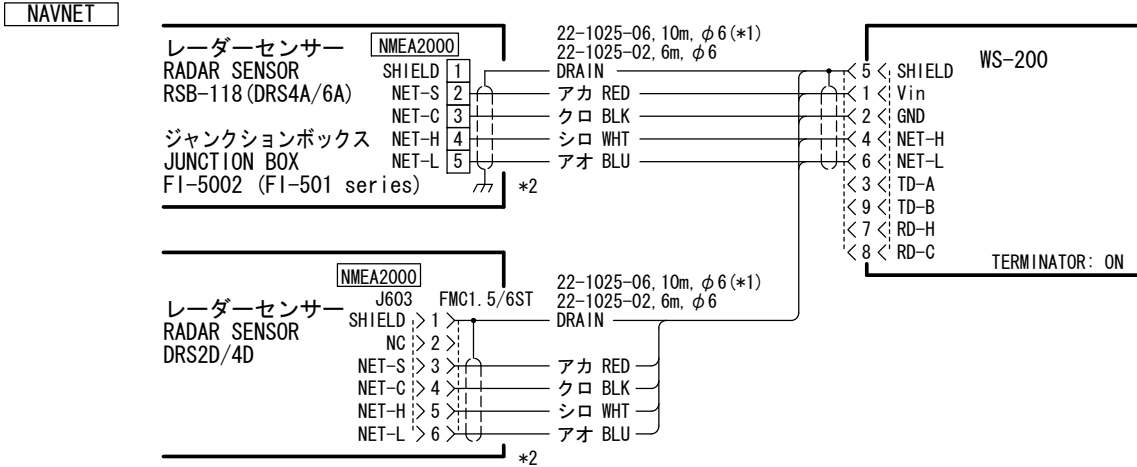 NAVNET
レーダーセンサー
RADAR SENSOR
RSB-118(DRS4A/6A)
ジャンクションボックス
JUNCTION BOX
FI-5002 (FI-501 series)
NMEA2000
SHIELD 1
NET-S 2
NET-C 3
NET-H 4
NET-L 5
*2
22-1025-06,10m,φ6(*1)
22-1025-02,6m,φ6
DRAIN
アカ RED
クロ BLK
シロ WHT
アオ BLU
WS-200
5 SHIELD
1 Vin
2 GND
4 NET-H
6 NET-L
3 TD-A
9 TD-B
7 RD-H
8 RD-C
TERMINATOR: ON
レーダーセンサー
RADAR SENSOR
DRS2D/4D
NMEA2000
J603 FMC1.5/6ST
SHIELD 1
NC 2
NET-S 3
NET-C 4
NET-H 5
NET-L 6
*2
22-1025-06,10m,φ6(*1)
22-1025-02,6m,φ6
DRAIN
アカ RED
クロ BLK
シロ WHT
アオ BLU